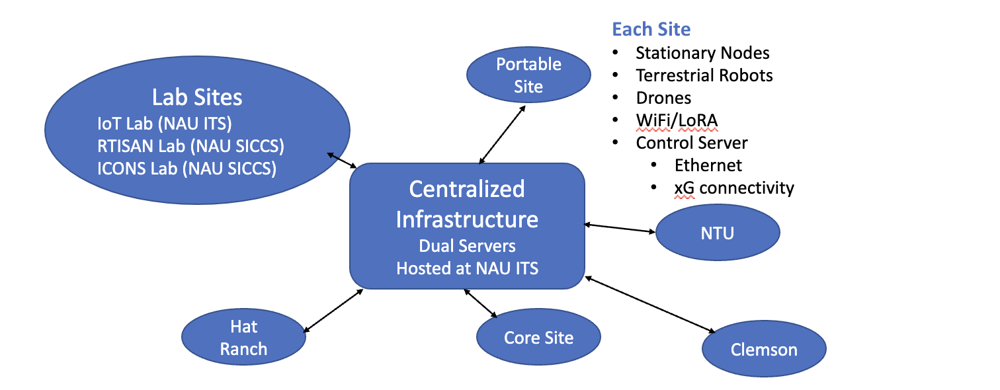 Each Site
• Stationary Nodes
• Terrestrial Robots
• Drones
• WiFi/LoRA
• Control Server
• Ethernet
• xG connectivity
Portable
Site
Lab Sites
IoT Lab (NAU ITS)
RTISAN Lab (NAU SICCS)
ICONS Lab (NAU SICCS)
Centralized
Infrastructure
Dual Servers
Hosted at NAU ITS
NTU
Hat
Ranch
Core Site
Clemson